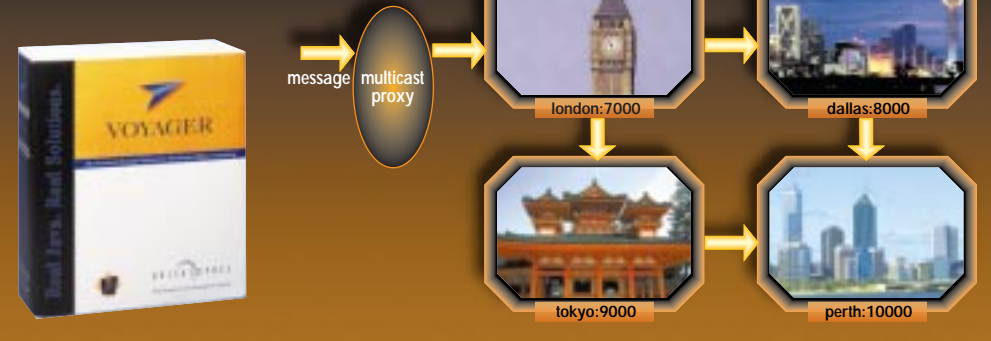 Real Java. Real Solutions.
VOYAGER
message
multicast
proxy
london:7000
dallas:8000
tokyo:9000
perth:10000